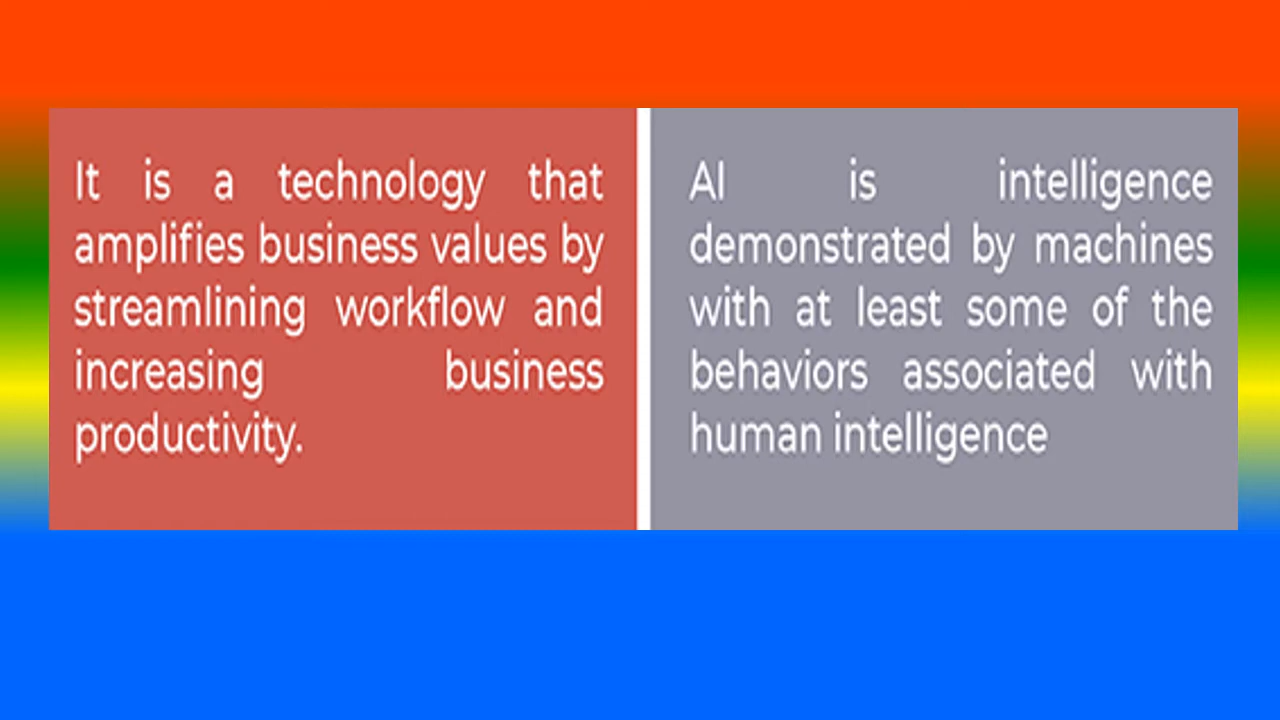 It is a technology that
amplifies business values by
streamlining workflow and
increasing business
productivity.
AI is intelligence
demonstrated by machines
with at least some of the
behaviors associated with
human intelligence